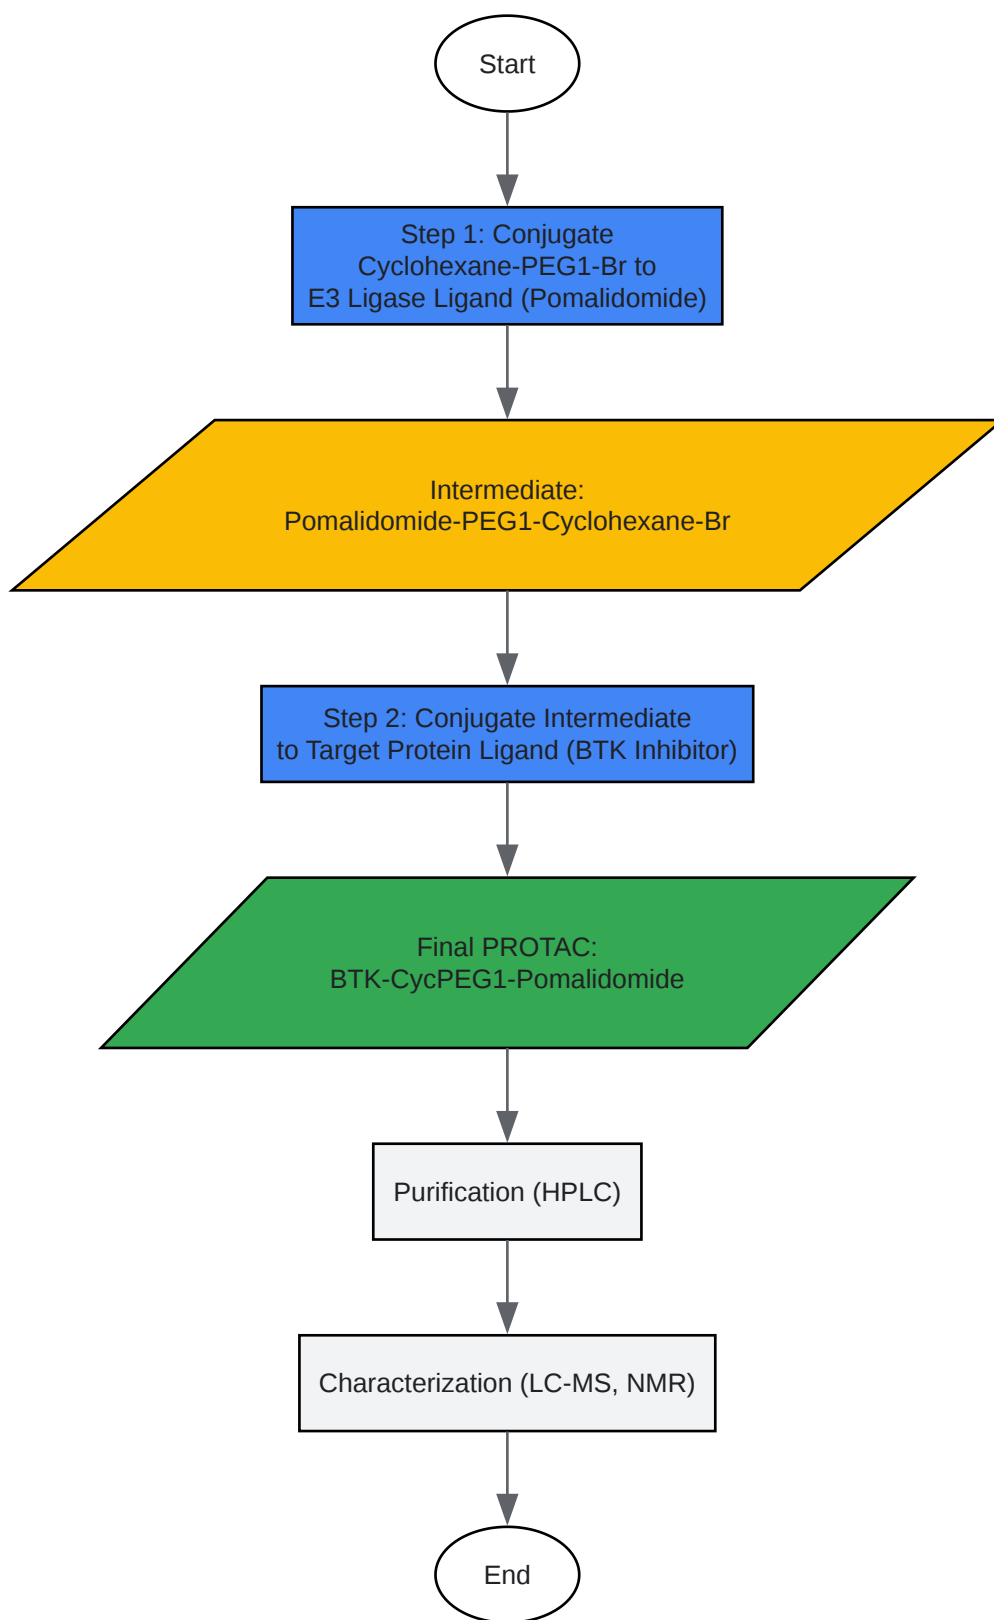 Start
Step 1: Conjugate
Cyclohexane-PEG1-Br to
E3 Ligase Ligand (Pomalidomide)
Intermediate:
Pomalidomide-PEG1-Cyclohexane-Br
Step 2: Conjugate Intermediate
to Target Protein Ligand (BTK Inhibitor)
Final PROTAC:
BTK-CycPEG1-Pomalidomide
Purification (HPLC)
Characterization (LC-MS, NMR)
End